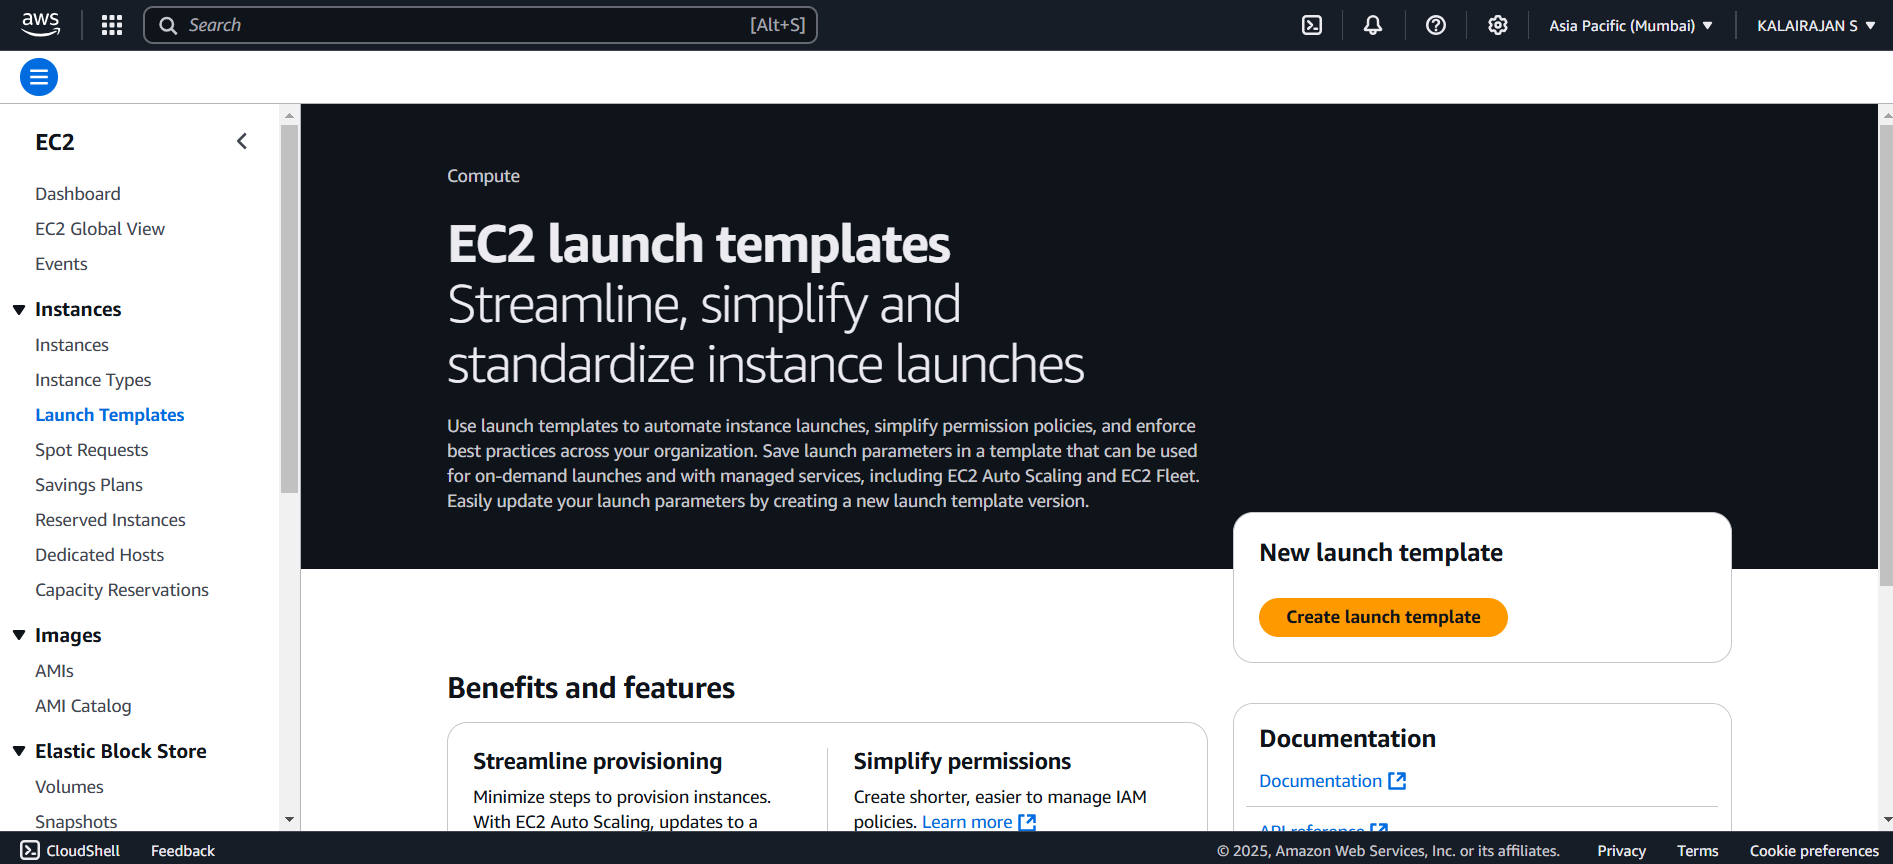 aws
Search
[Alt+S]
Asia Pacific (Mumbai)
KALAIRAJAN S
EC2
Dashboard
EC2 Global View
Events
Instances
Instances
Instance Types
Launch Templates
Spot Requests
Savings Plans
Reserved Instances
Dedicated Hosts
Capacity Reservations
Images
AMIs
AMI Catalog
Elastic Block Store
Volumes
Snapshots
Compute
EC2 launch templates
Streamline, simplify and
standardize instance launches
Use launch templates to automate instance launches, simplify permission policies, and enforce
best practices across your organization. Save launch parameters in a template that can be used
for on-demand launches and with managed services, including EC2 Auto Scaling and EC2 Fleet.
Easily update your launch parameters by creating a new launch template version.
New launch template
Create launch template
Benefits and features
Streamline provisioning
Minimize steps to provision instances.
With EC2 Auto Scaling, updates to a
Simplify permissions
Create shorter, easier to manage IAM
policies. Learn more
Documentation
Documentation
API reference
CloudShell
Feedback
© 2025, Amazon Web Services, Inc. or its affiliates.
Privacy
Terms
Cookie preferences